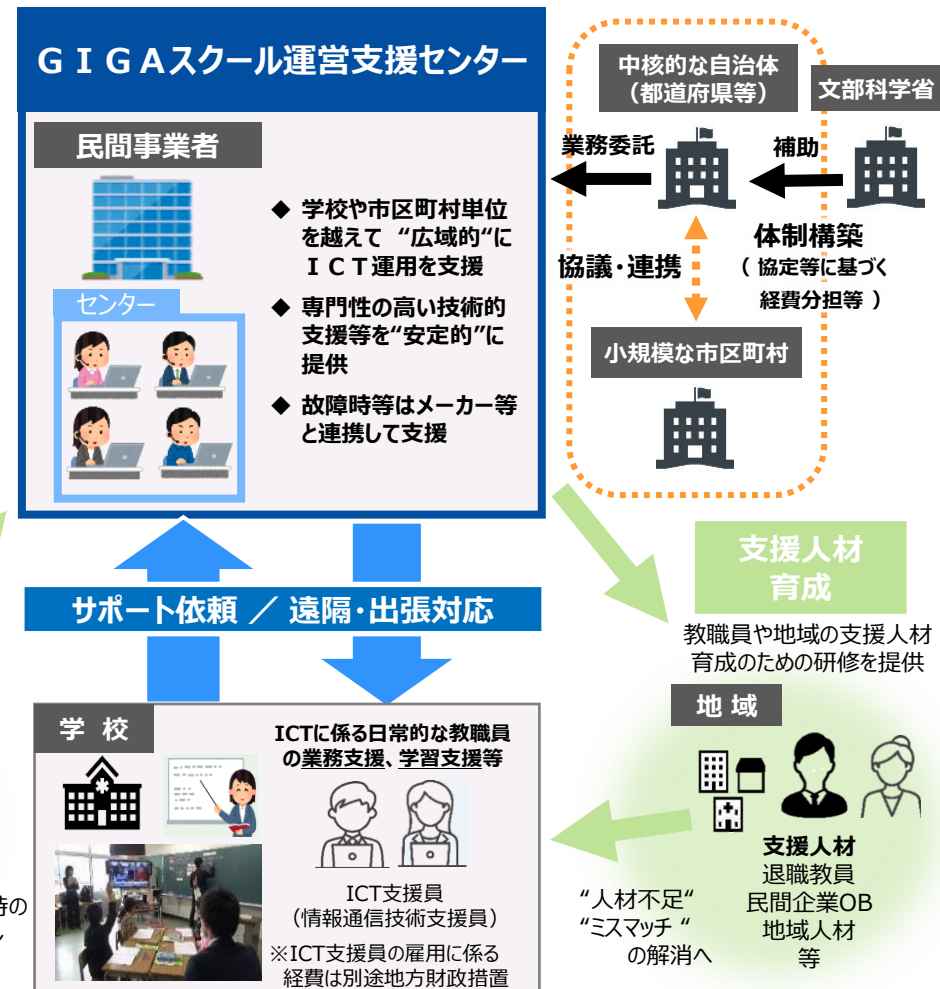 ＧＩＧＡスクール運営支援センター
民間事業者
センター
◆ 学校や市区町村単位
を越えて “広域的“に
ＩＣＴ運用を支援
◆ 専門性の高い技術的
支援等を“安定的”に
提供
◆ 故障時等はメーカー等
と連携して支援
中核的な自治体
（都道府県等）
文部科学省
業務委託
補助
協議・連携
体制構築
（ 協定等に基づく
経費分担等 ）
小規模な市区町村
サポート依頼 ／ 遠隔・出張対応
支援人材
育成
教職員や地域の支援人材
育成のための研修を提供
学 校
ICTに係る日常的な教職員
の業務支援、学習支援等
ICT支援員
（情報通信技術支援員）
※ICT支援員の雇用に係る
経費は別途地方財政措置
地 域
支援人材
退職教員
民間企業OB
地域人材
等
“人材不足“
“ミスマッチ “
の解消へ
時の